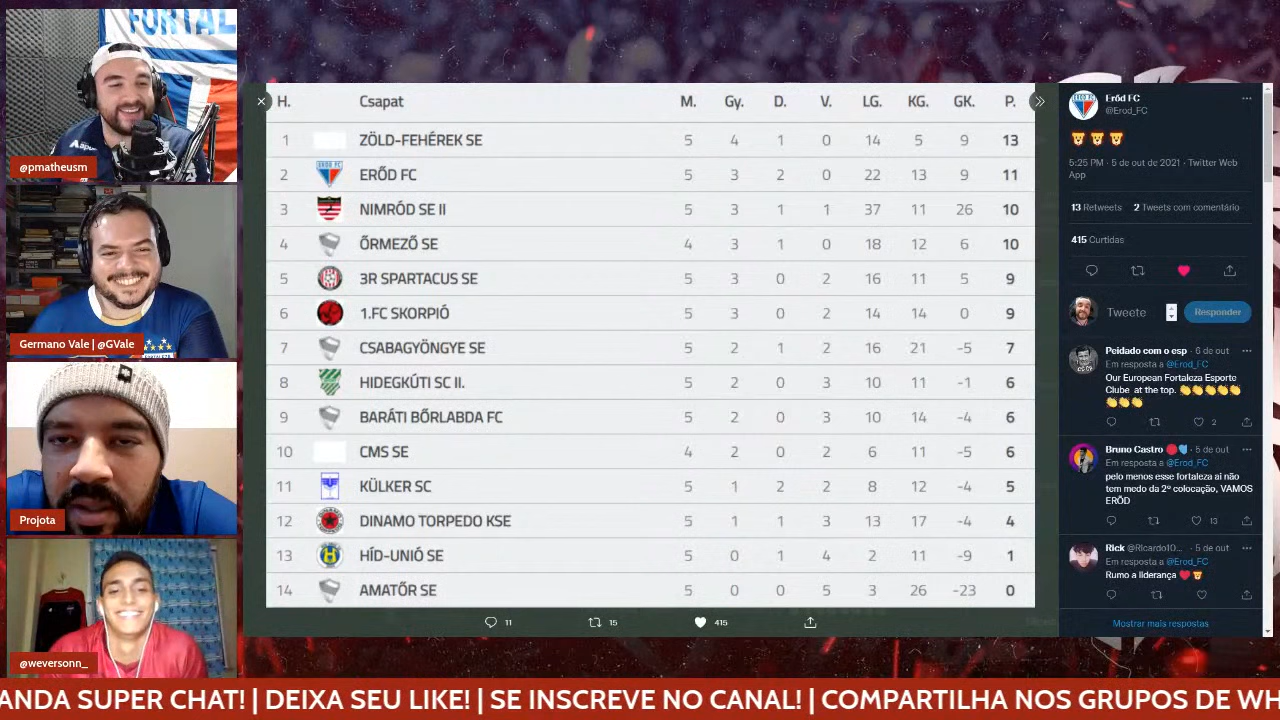 FORTAL
@pmatheusm
Germano Vale | @GVale
Projota
@weversonn_
H. Csapat M. Gy. D. V. LG. KG. GK. P.
1 ZÖLD-FEHÉREK SE 5 4 1 0 14 5 9 13
2 ERŐD FC 5 3 2 0 22 13 9 11
3 NIMRÓD SE II 5 3 1 1 37 11 26 10
4 ŐRMEZŐ SE 4 3 1 0 18 12 6 10
5 3R SPARTACUS SE 5 3 0 2 16 11 5 9
6 1.FC SKORPIÓ 5 3 0 2 14 14 0 9
7 CSABAGYÖNGYE SE 5 2 1 2 16 21 -5 7
8 HIDEGKÚTI SC II. 5 2 0 3 10 11 -1 6
9 BARÁTI BŐRLABDA FC 5 2 0 3 10 14 -4 6
10 CMS SE 4 2 0 2 6 11 -5 6
11 KÜLKER SC 5 1 2 2 8 12 -4 5
12 DINAMO TORPEDO KSE 5 1 1 3 13 17 -4 4
13 HÍD-UNIÓ SE 5 0 1 4 2 11 -9 1
14 AMATŐR SE 5 0 0 5 3 26 -23 0
11 15 415
Erőd FC
@Erod_FC
5:25 PM · 5 de out de 2021 · Twitter Web
App
13 Retweets 2 Tweets com comentário
415 Curtidas
Tweete Responder
Peidado com o esp · 6 de out
Em resposta a @Erod_FC
Our European Fortaleza Esporte
Clube at the top.
2
Bruno Castro · 5 de out
Em resposta a @Erod_FC
pelo menos esse fortaleza ai não
tem medo da 2º colocação, VAMOS
ERŐD
13
Rick @Ricardo10... · 5 de out
Em resposta a @Erod_FC
Rumo a liderança
Mostrar mais respostas
ANDA SUPER CHAT! | DEIXA SEU LIKE! | SE INSCREVE NO CANAL! | COMPARTILHA NOS GRUPOS DE WH